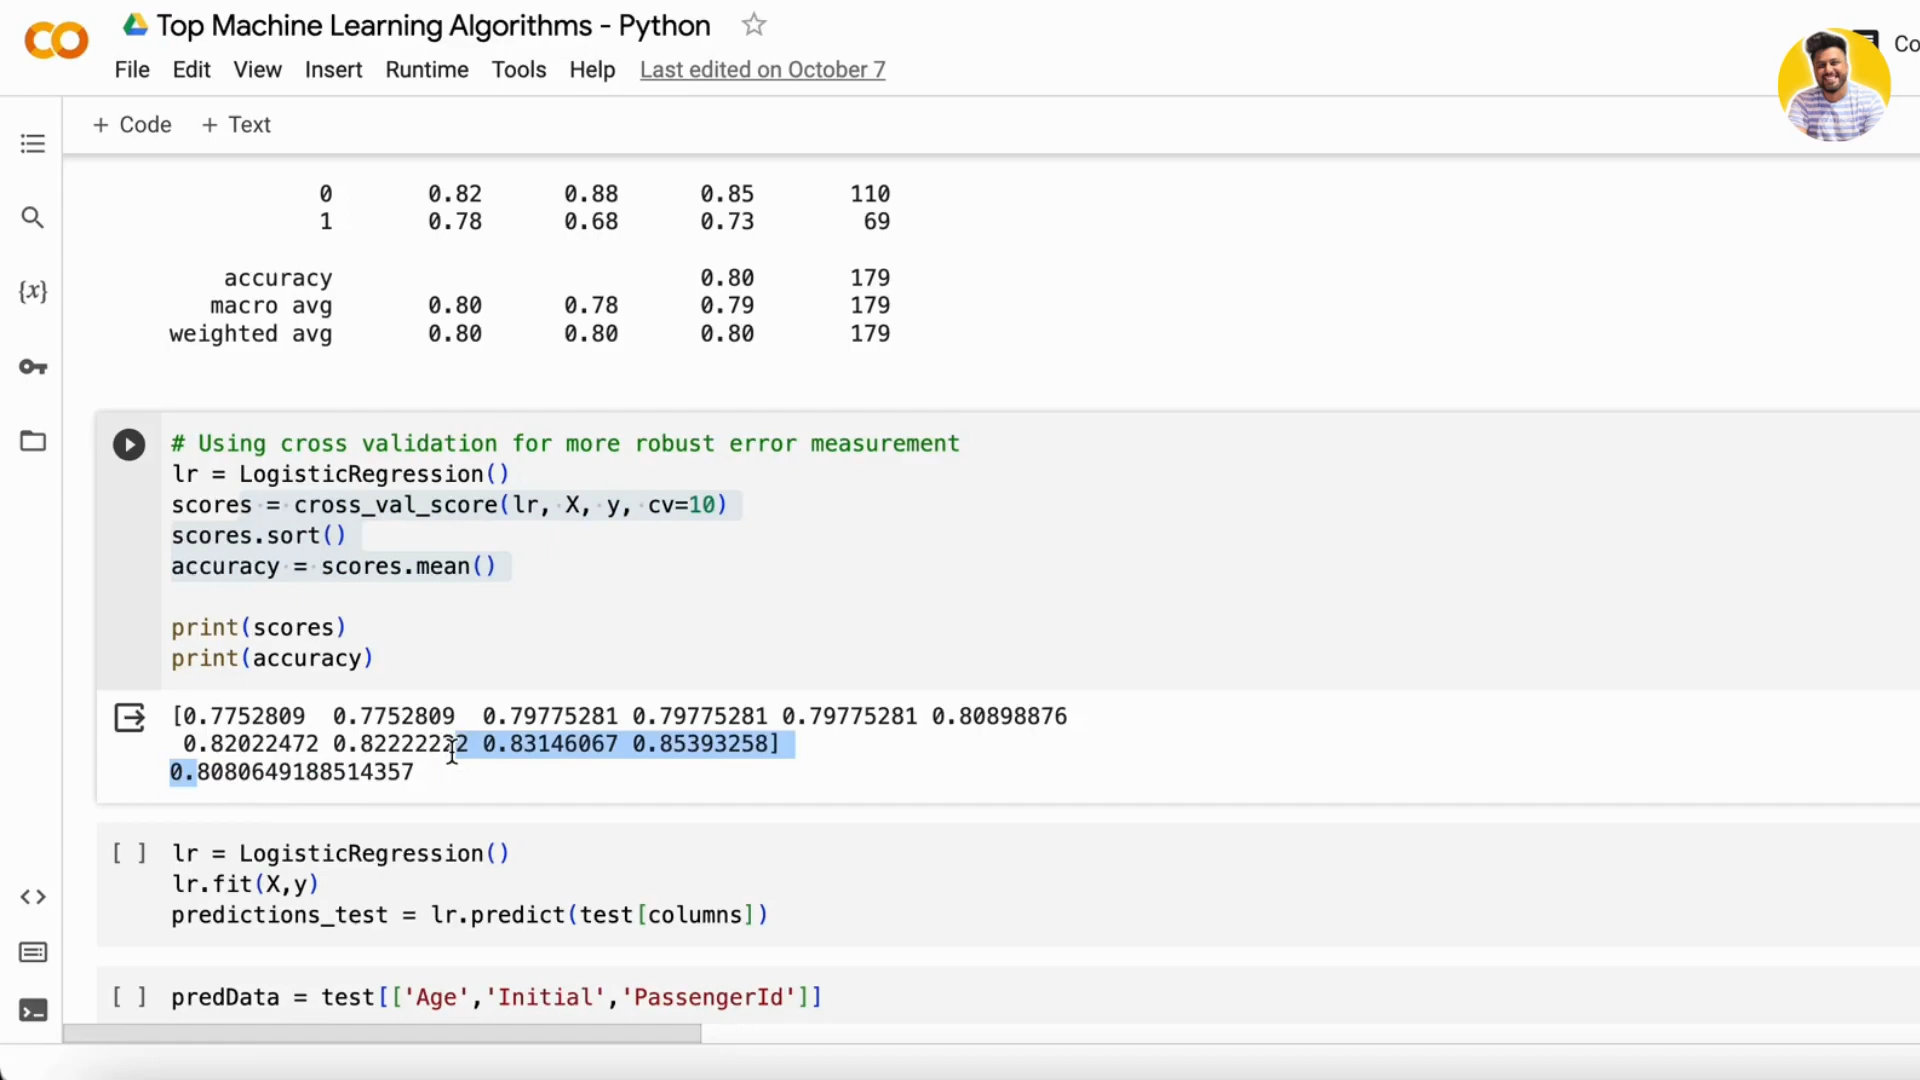 Top Machine Learning Algorithms - Python
File Edit View Insert Runtime Tools Help Last edited on October 7
Co
+ Code + Text
0 0.82 0.88 0.85 110
1 0.78 0.68 0.73 69
accuracy 0.80 179
macro avg 0.80 0.78 0.79 179
weighted avg 0.80 0.80 0.80 179
# Using cross validation for more robust error measurement
lr = LogisticRegression()
scores = cross_val_score(lr, X, y, cv=10)
scores.sort()
accuracy = scores.mean()
print(scores)
print(accuracy)
[0.7752809 0.7752809 0.79775281 0.79775281 0.79775281 0.80898876
0.82022472 0.82222222 0.83146067 0.85393258]
0.8080649188514357
[ ] lr = LogisticRegression()
lr.fit(X,y)
predictions_test = lr.predict(test[columns])
[ ] predData = test[['Age','Initial','PassengerId']]